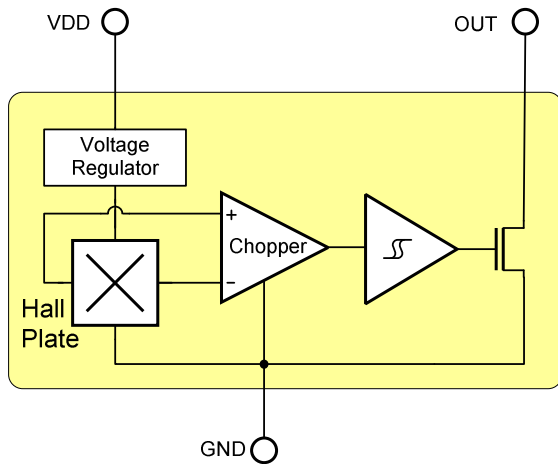 VDD
OUT
Voltage
Regulator
+
Chopper
−
Hall
Plate
GND